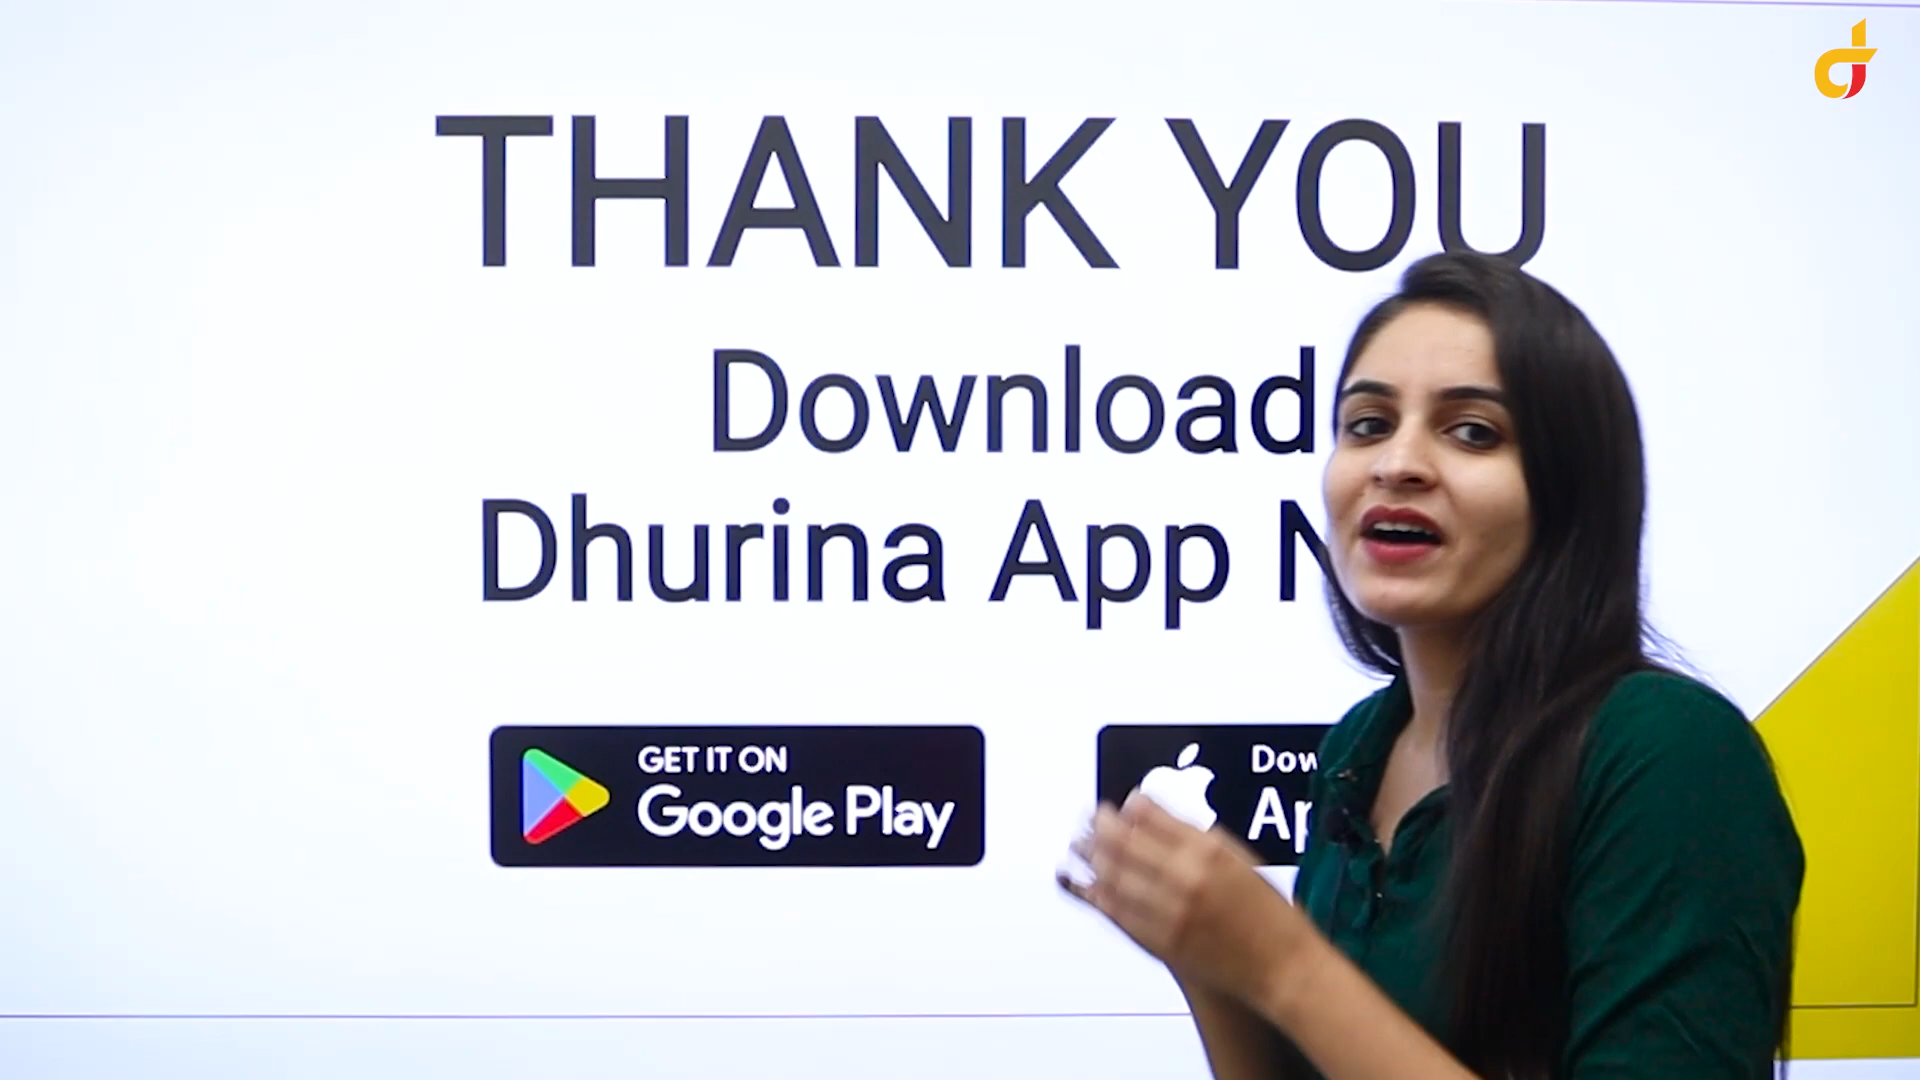 THANK YOU
Download
Dhurina App
GET IT ON
Google Play